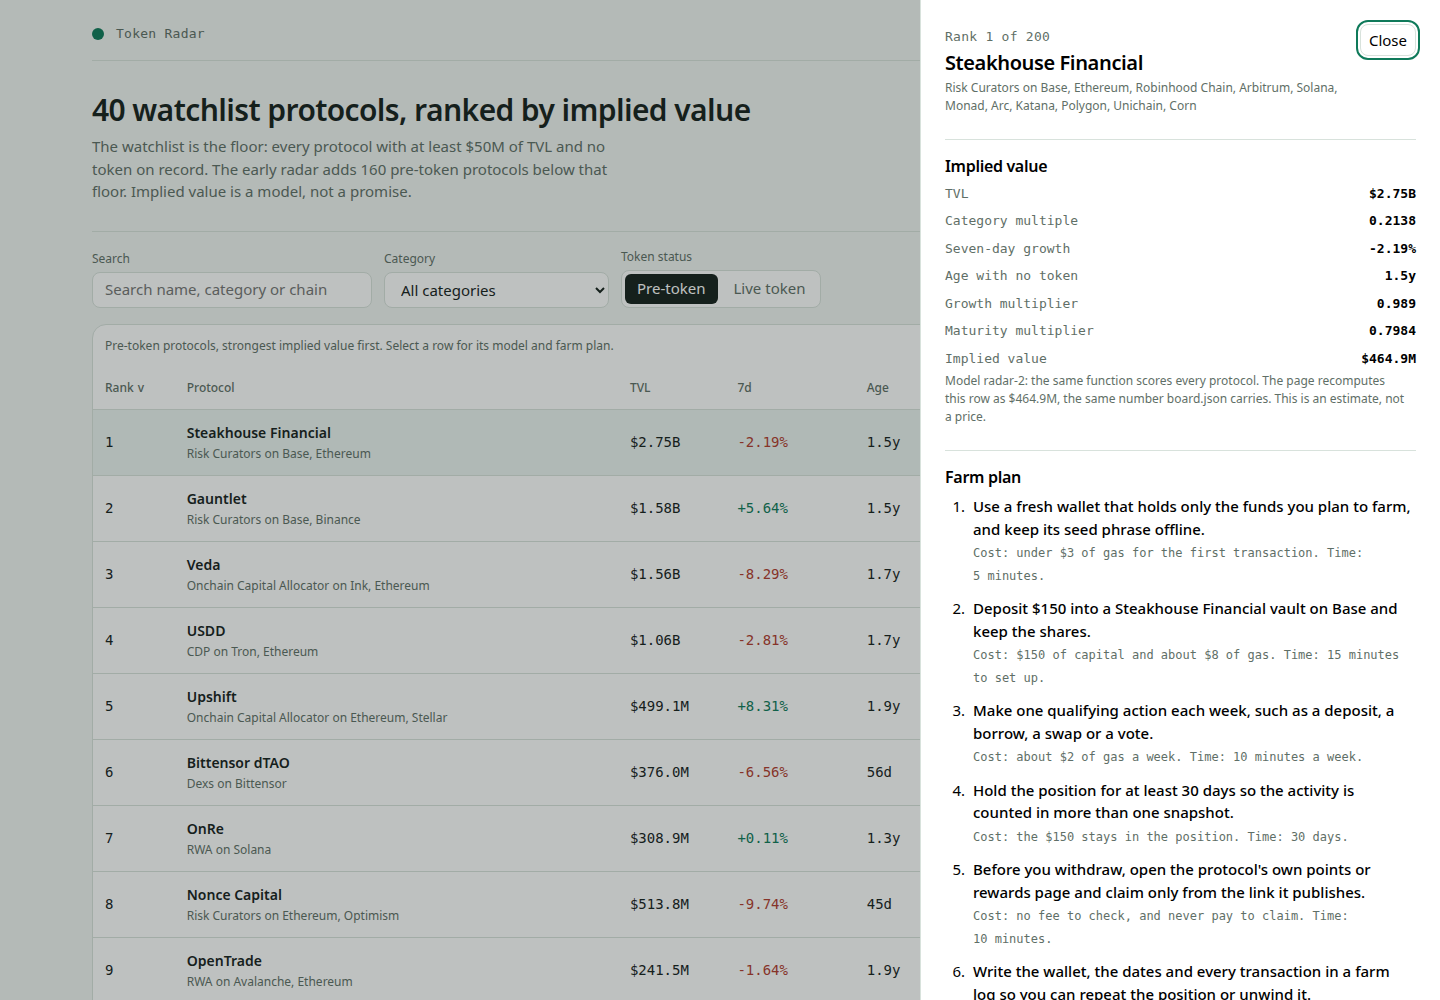 Token Radar
40 watchlist protocols, ranked by implied value
The watchlist is the floor: every protocol with at least $50M of TVL and no
token on record. The early radar adds 160 pre-token protocols below that
floor. Implied value is a model, not a promise.
Search
Category
Token status
Search name, category or chain
All categories
Pre-token
Live token
Pre-token protocols, strongest implied value first. Select a row for its model and farm plan.
Rank v Protocol TVL 7d Age
1 Steakhouse Financial $2.75B -2.19% 1.5y
Risk Curators on Base, Ethereum
2 Gauntlet $1.58B +5.64% 1.5y
Risk Curators on Base, Binance
3 Veda $1.56B -8.29% 1.7y
Onchain Capital Allocator on Ink, Ethereum
4 USDD $1.06B -2.81% 1.7y
CDP on Tron, Ethereum
5 Upshift $499.1M +8.31% 1.9y
Onchain Capital Allocator on Ethereum, Stellar
6 Bittensor dTAO $376.0M -6.56% 56d
Dexs on Bittensor
7 OnRe $308.9M +0.11% 1.3y
RWA on Solana
8 Nonce Capital $513.8M -9.74% 45d
Risk Curators on Ethereum, Optimism
9 OpenTrade $241.5M -1.64% 1.9y
RWA on Avalanche, Ethereum
Rank 1 of 200
Close
Steakhouse Financial
Risk Curators on Base, Ethereum, Robinhood Chain, Arbitrum, Solana,
Monad, Arc, Katana, Polygon, Unichain, Corn
Implied value
TVL $2.75B
Category multiple 0.2138
Seven-day growth -2.19%
Age with no token 1.5y
Growth multiplier 0.989
Maturity multiplier 0.7984
Implied value $464.9M
Model radar-2: the same function scores every protocol. The page recomputes
this row as $464.9M, the same number board.json carries. This is an estimate, not
a price.
Farm plan
1. Use a fresh wallet that holds only the funds you plan to farm,
and keep its seed phrase offline.
Cost: under $3 of gas for the first transaction. Time:
5 minutes.
2. Deposit $150 into a Steakhouse Financial vault on Base and
keep the shares.
Cost: $150 of capital and about $8 of gas. Time: 15 minutes
to set up.
3. Make one qualifying action each week, such as a deposit, a
borrow, a swap or a vote.
Cost: about $2 of gas a week. Time: 10 minutes a week.
4. Hold the position for at least 30 days so the activity is
counted in more than one snapshot.
Cost: the $150 stays in the position. Time: 30 days.
5. Before you withdraw, open the protocol's own points or
rewards page and claim only from the link it publishes.
Cost: no fee to check, and never pay to claim. Time:
10 minutes.
6. Write the wallet, the dates and every transaction in a farm
log so you can repeat the position or unwind it.